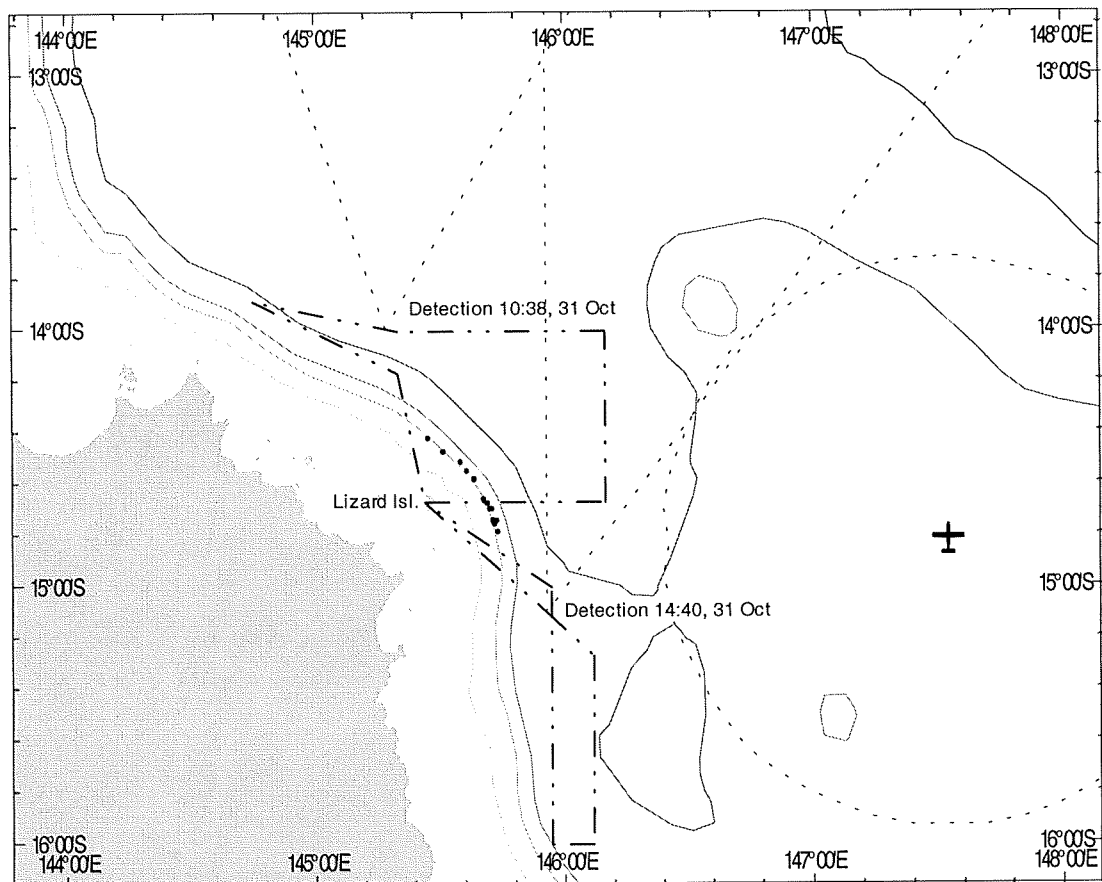 144°00'E 145°00'E 146°00'E 147°00'E 148°00'E
13°00'S 13°00'S
Detection 10:38, 31 Oct
14°00'S 14°00'S
Lizard Isl.
15°00'S 15°00'S
Detection 14:40, 31 Oct
16°00'S 16°00'S
144°00'E 145°00'E 146°00'E 147°00'E 148°00'E